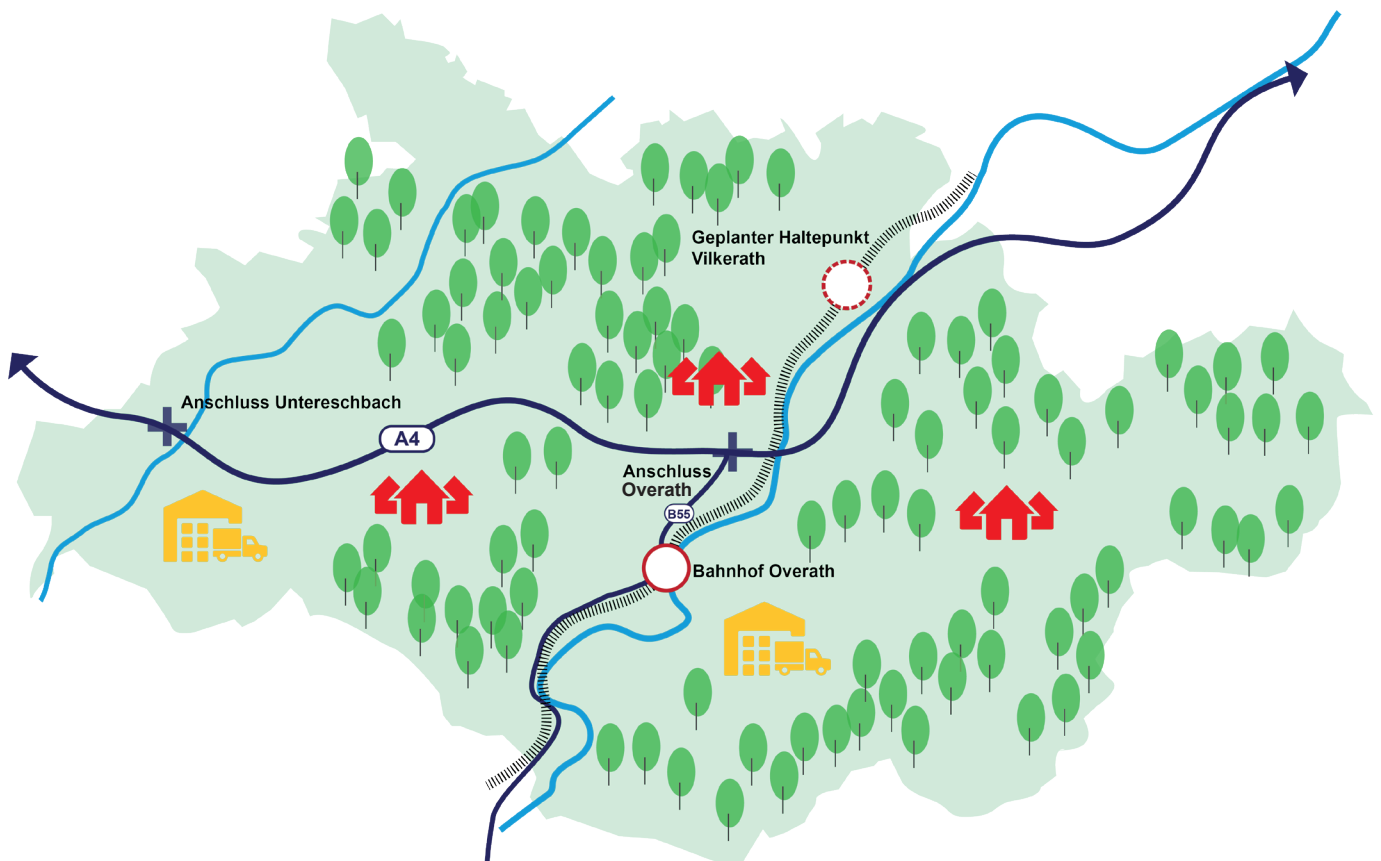 Geplanter Haltepunkt
Vilkerath
Anschluss Untereschbach
A4
Anschluss
Overath
B55
Bahnhof Overath